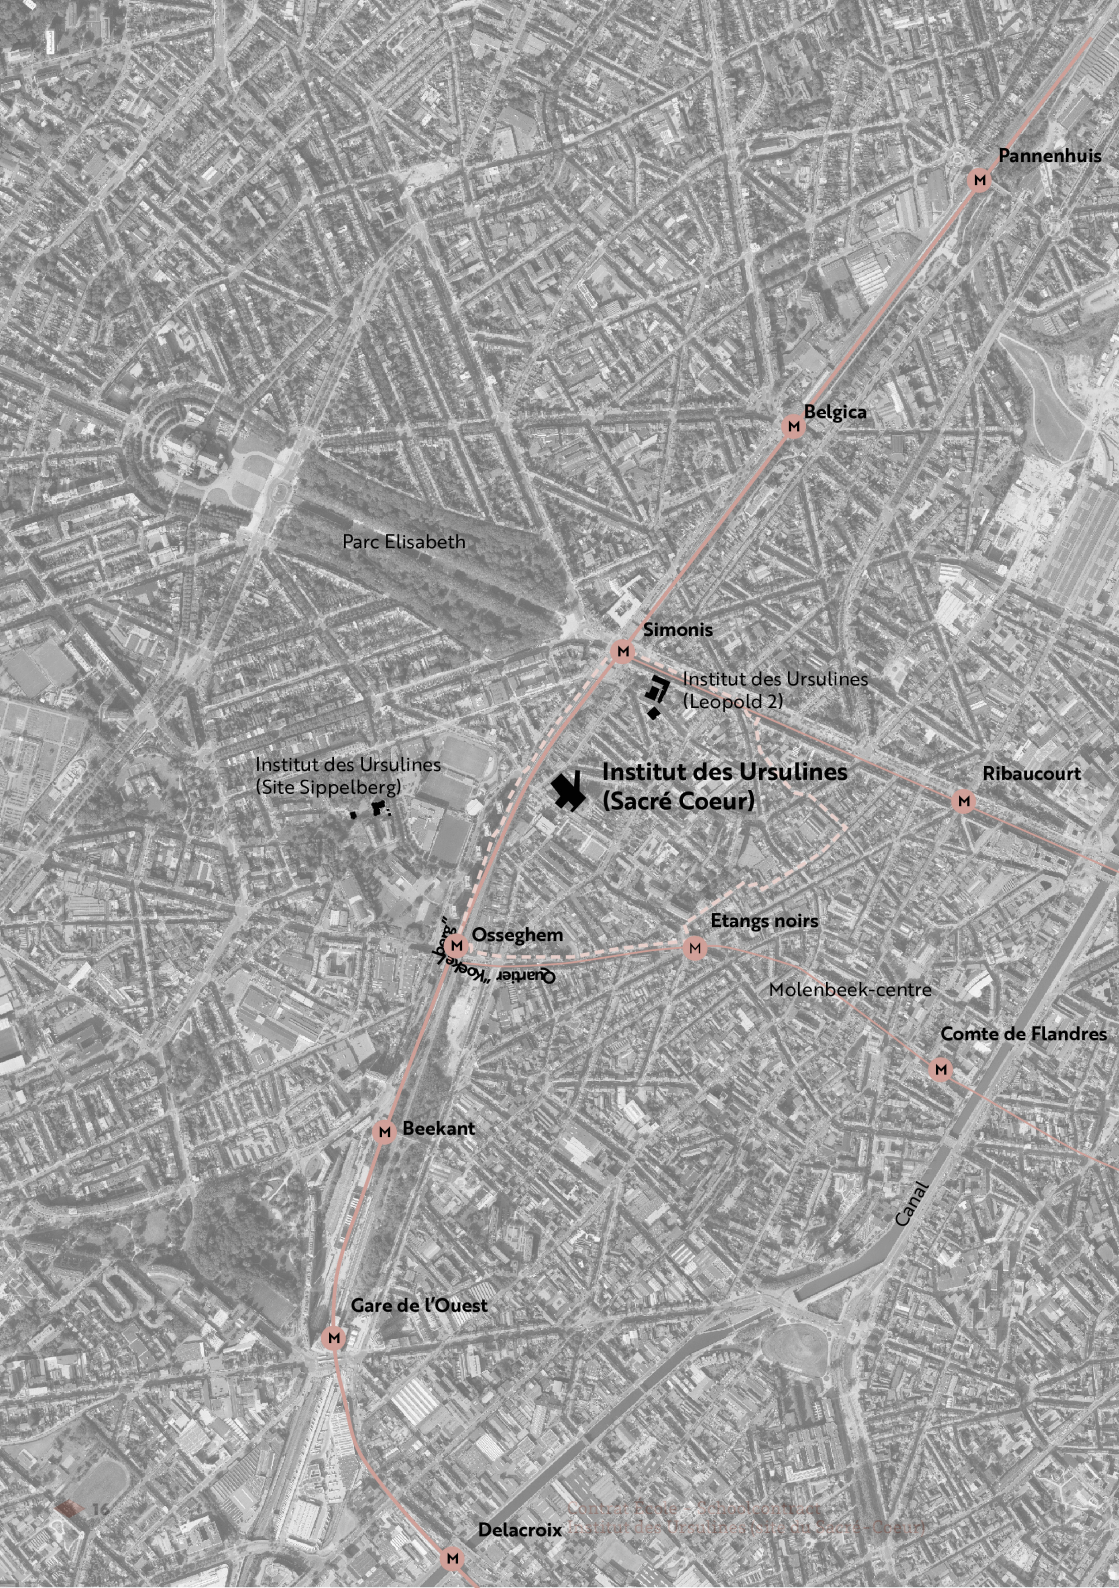 Pannenhuis
M
Belgica
M
Parc Elisabeth
Simonis
M
Institut des Ursulines
(Leopold 2)
Institut des Ursulines
(Site Sippelberg)
Institut des Ursulines
(Sacré Coeur)
Ribaucourt
M
Etangs noirs
M
Osseghem
M
Quartier "Koekelberg"
Molenbeek-centre
Comte de Flandres
M
Beekant
M
Canal
Gare de l'Ouest
M
16
Delacroix
M